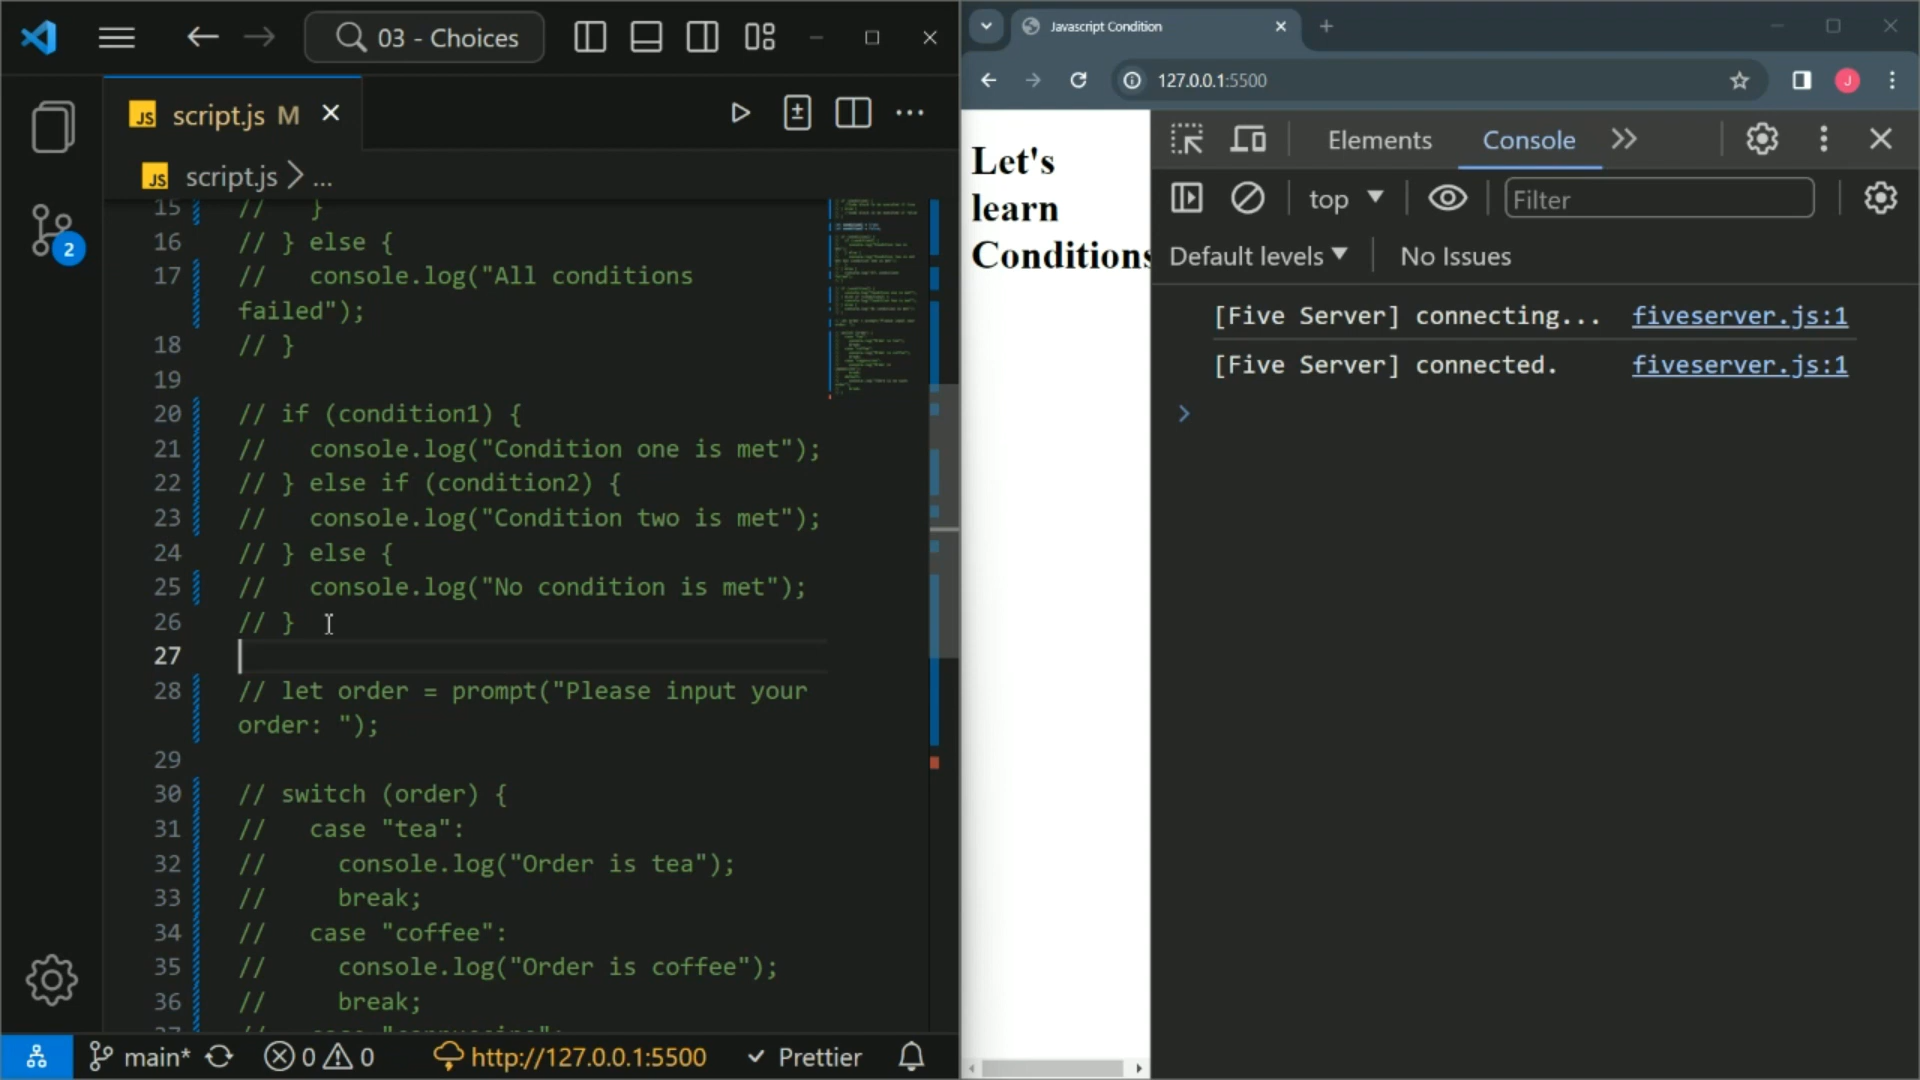 03 - Choices
JS script.js M
JS script.js > ...
15 // }
16 // } else {
17 // console.log("All conditions
failed");
18 // }
19
20 // if (condition1) {
21 // console.log("Condition one is met");
22 // } else if (condition2) {
23 // console.log("Condition two is met");
24 // } else {
25 // console.log("No condition is met");
26 // }
27
28 // let order = prompt("Please input your
order: ");
29
30 // switch (order) {
31 // case "tea":
32 // console.log("Order is tea");
33 // break;
34 // case "coffee":
35 // console.log("Order is coffee");
36 // break;
2
main* 0 0 http://127.0.0.1:5500 Prettier
Javascript Condition
127.0.0.1:5500
J
Let's
learn
Conditions
Elements Console
top Filter
Default levels No Issues
[Five Server] connecting... fiveserver.js:1
[Five Server] connected. fiveserver.js:1